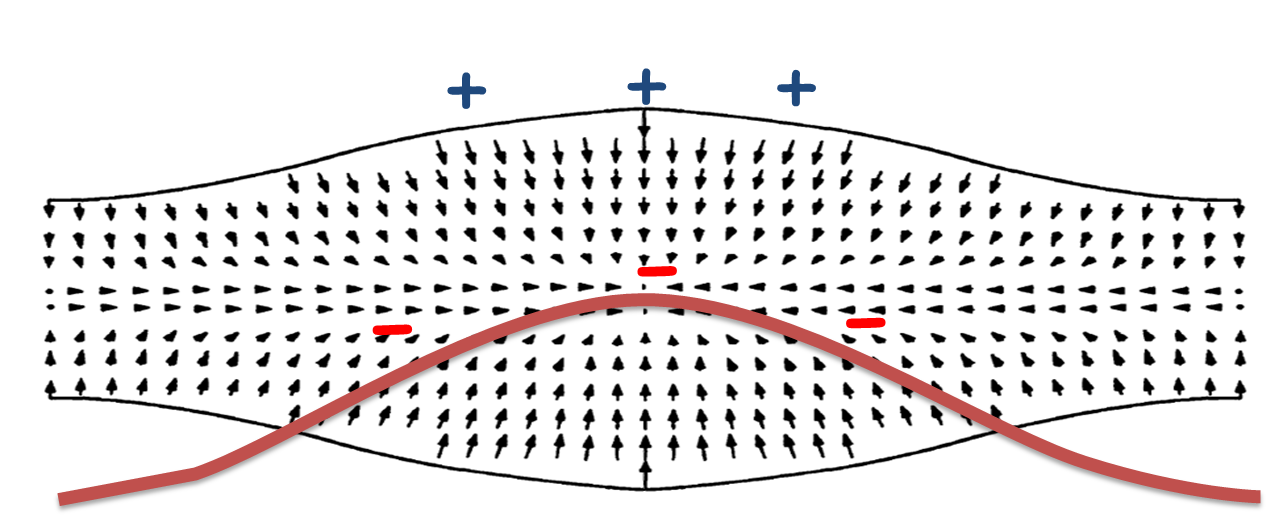 + + +
−
− −